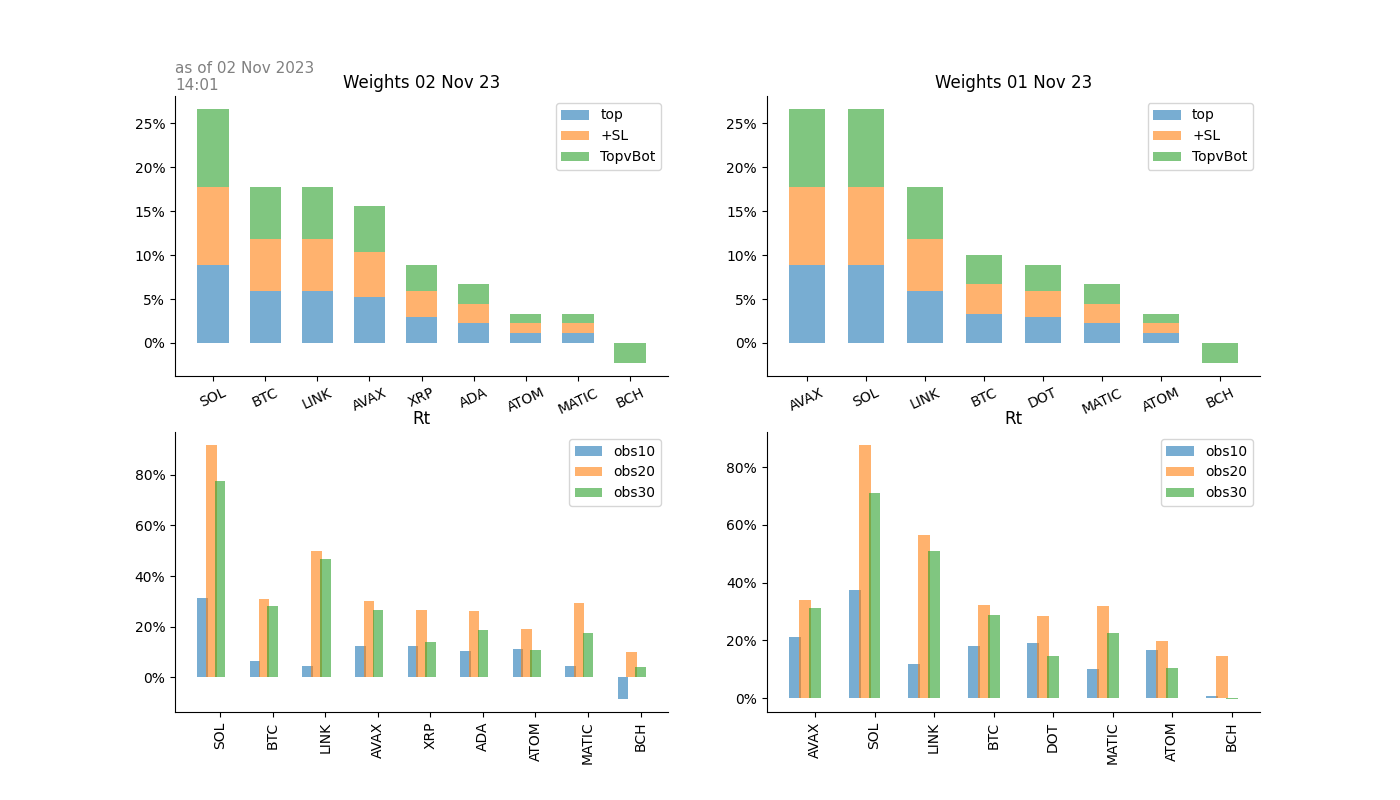 as of 02 Nov 2023
14:01
Weights 02 Nov 23
25%
20%
15%
10%
5%
0%
top
+SL
TopvBot
SOL
BTC
LINK
AVAX
XRP
ADA
ATOM
MATIC
BCH
Weights 01 Nov 23
25%
20%
15%
10%
5%
0%
top
+SL
TopvBot
AVAX
SOL
LINK
BTC
DOT
MATIC
ATOM
BCH
Rt
80%
60%
40%
20%
0%
obs10
obs20
obs30
SOL
BTC
LINK
AVAX
XRP
ADA
ATOM
MATIC
BCH
Rt
80%
60%
40%
20%
0%
obs10
obs20
obs30
AVAX
SOL
LINK
BTC
DOT
MATIC
ATOM
BCH